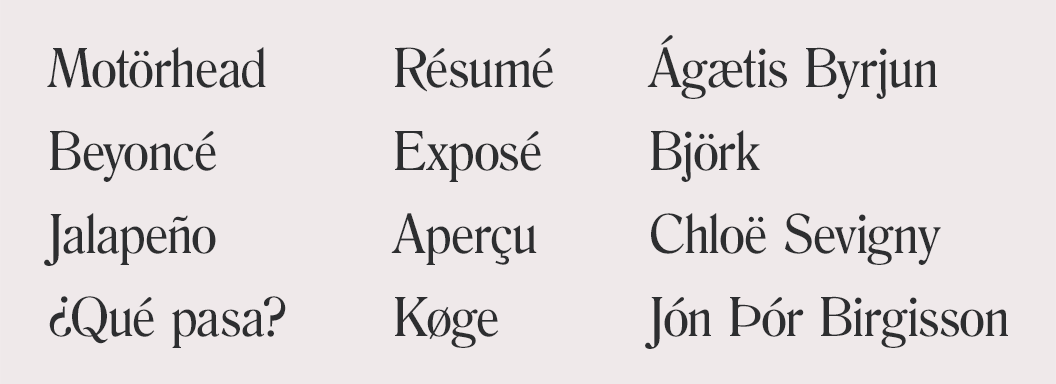 Motörhead
Beyoncé
Jalapeño
¿Qué pasa?
Résumé
Exposé
Aperçu
Køge
Ágætis Byrjun
Björk
Chloë Sevigny
Jón Þór Birgisson